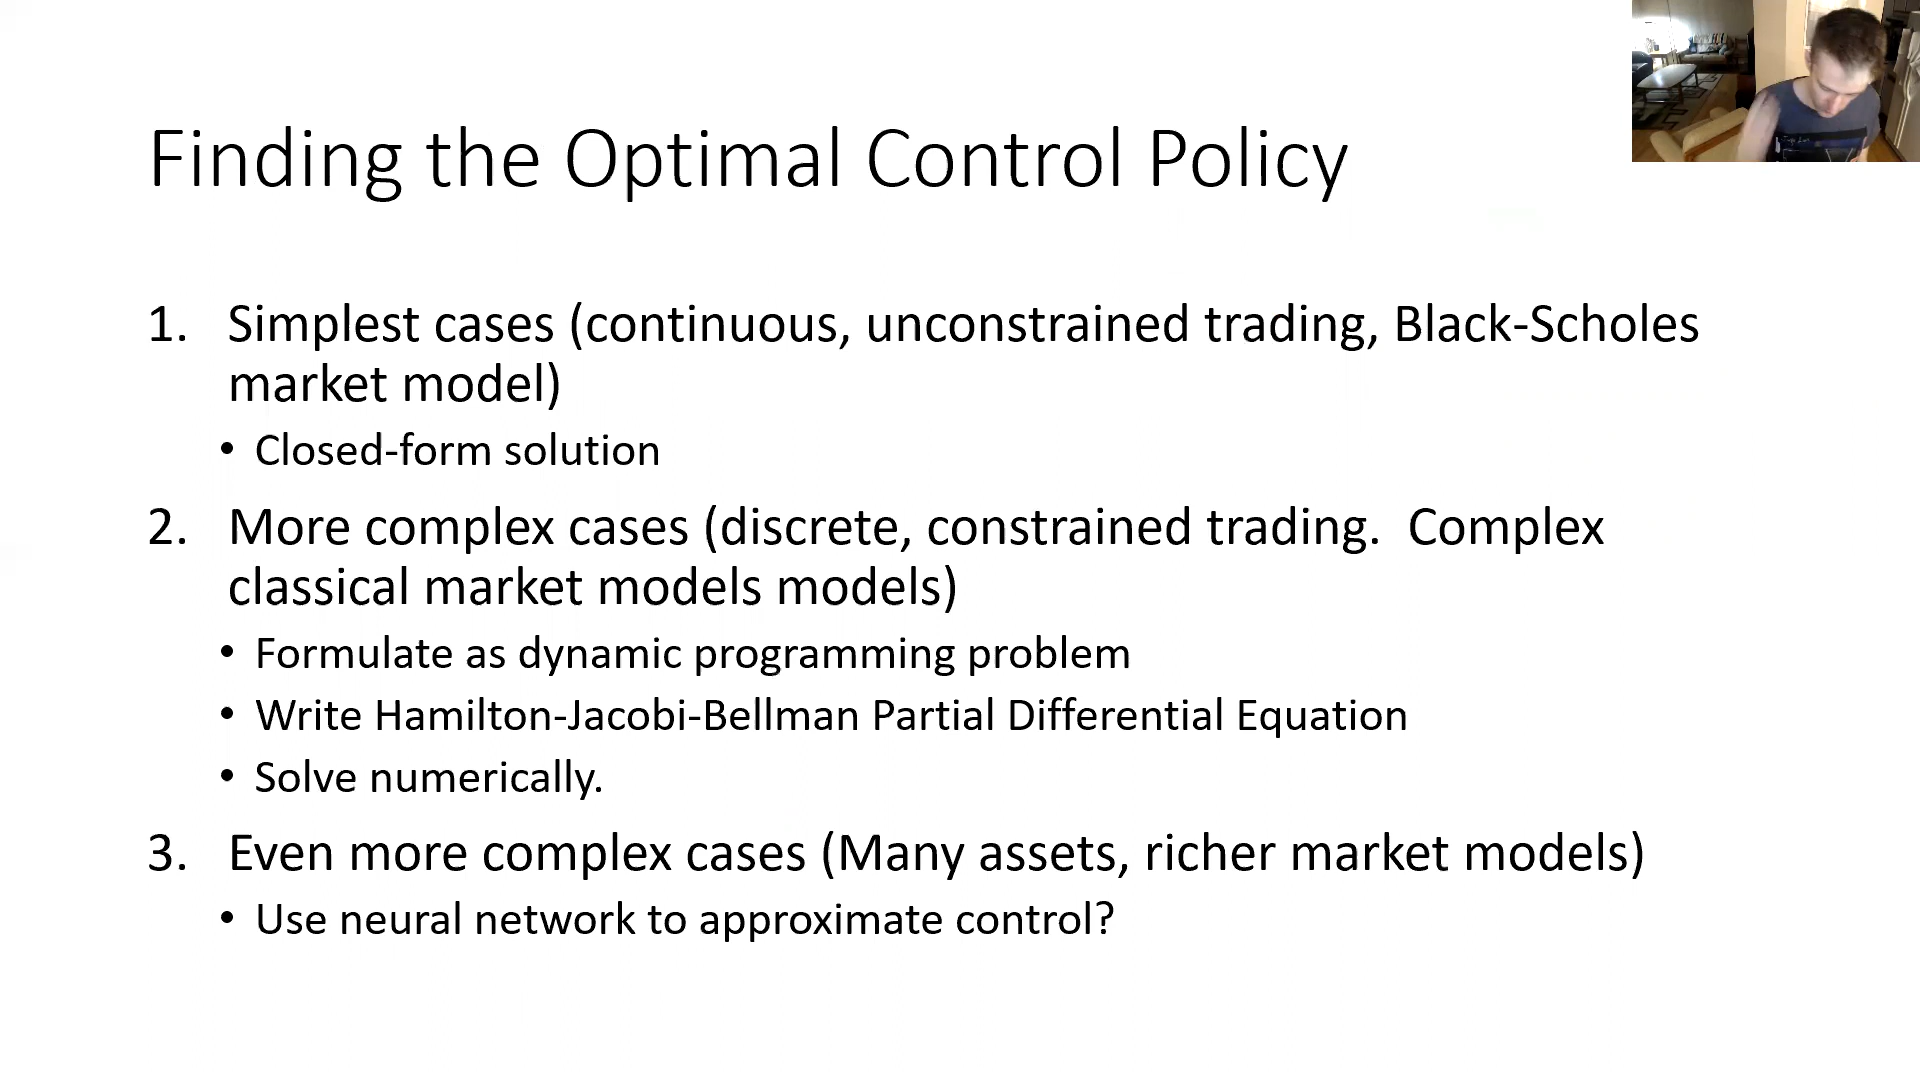 Finding the Optimal Control Policy
1. Simplest cases (continuous, unconstrained trading, Black-Scholes
market model)
• Closed-form solution
2. More complex cases (discrete, constrained trading.  Complex
classical market models models)
• Formulate as dynamic programming problem
• Write Hamilton-Jacobi-Bellman Partial Differential Equation
• Solve numerically.
3. Even more complex cases (Many assets, richer market models)
• Use neural network to approximate control?